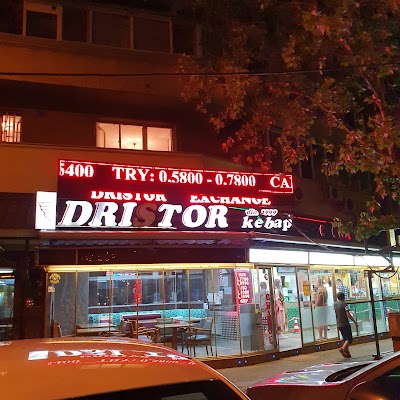 5400 TRY: 0.5800 - 0.7800 CA
DRISTOR EXCHANGE
DRISTOR
kebap